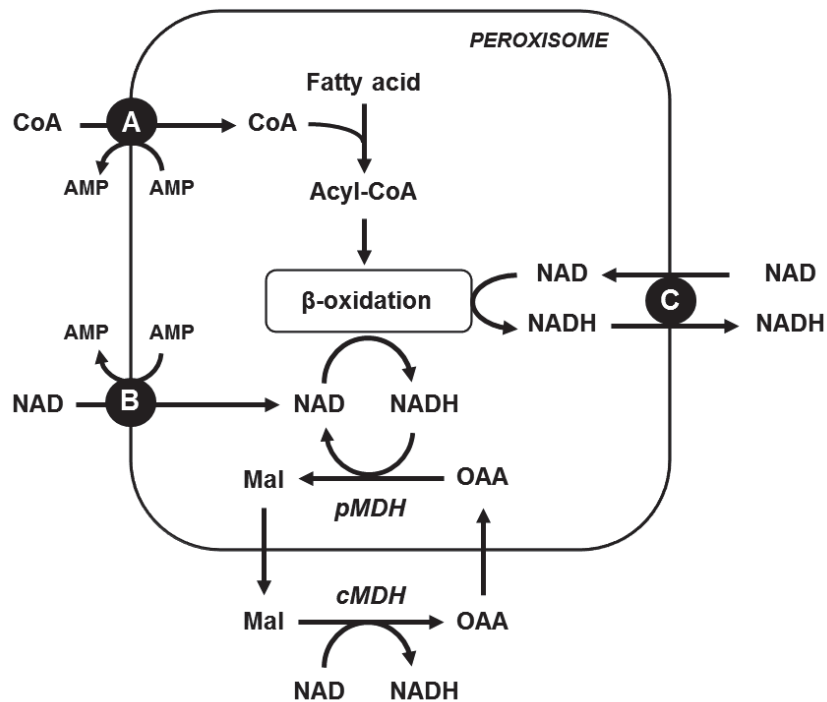 PEROXISOME
Fatty acid
CoA
A
CoA
AMP
AMP
Acyl-CoA
β-oxidation
NAD
NAD
C
NADH
NADH
AMP
AMP
NAD
B
NAD
NADH
Mal
OAA
pMDH
cMDH
Mal
OAA
NAD
NADH